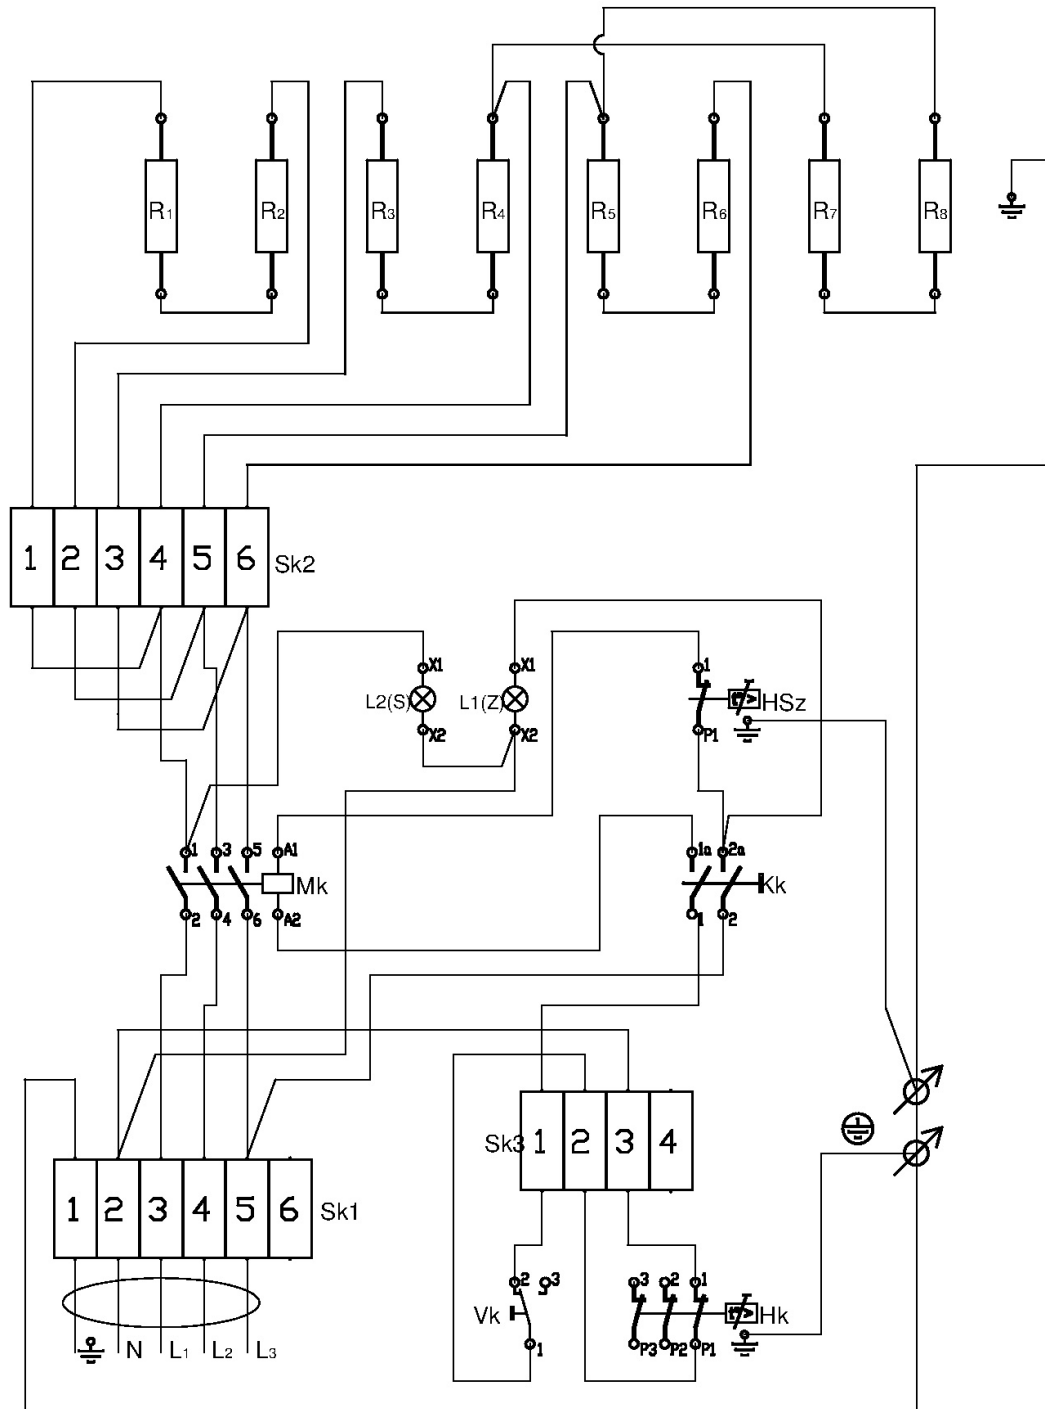 R1 R2 R3 R4 R5 R6 R7 R8
1 2 3 4 5 6 Sk2
X1 X1 1
L2(S) L1(Z) HSz
X2 X2 P1
1 3 5 A1 1a 2a
Mk Kk
2 4 6 A2 1 2
Sk3 1 2 3 4
1 2 3 4 5 6 Sk1
2 3 3 2 1
Vk Hk
1 P3 P2 P1
N L1 L2 L3